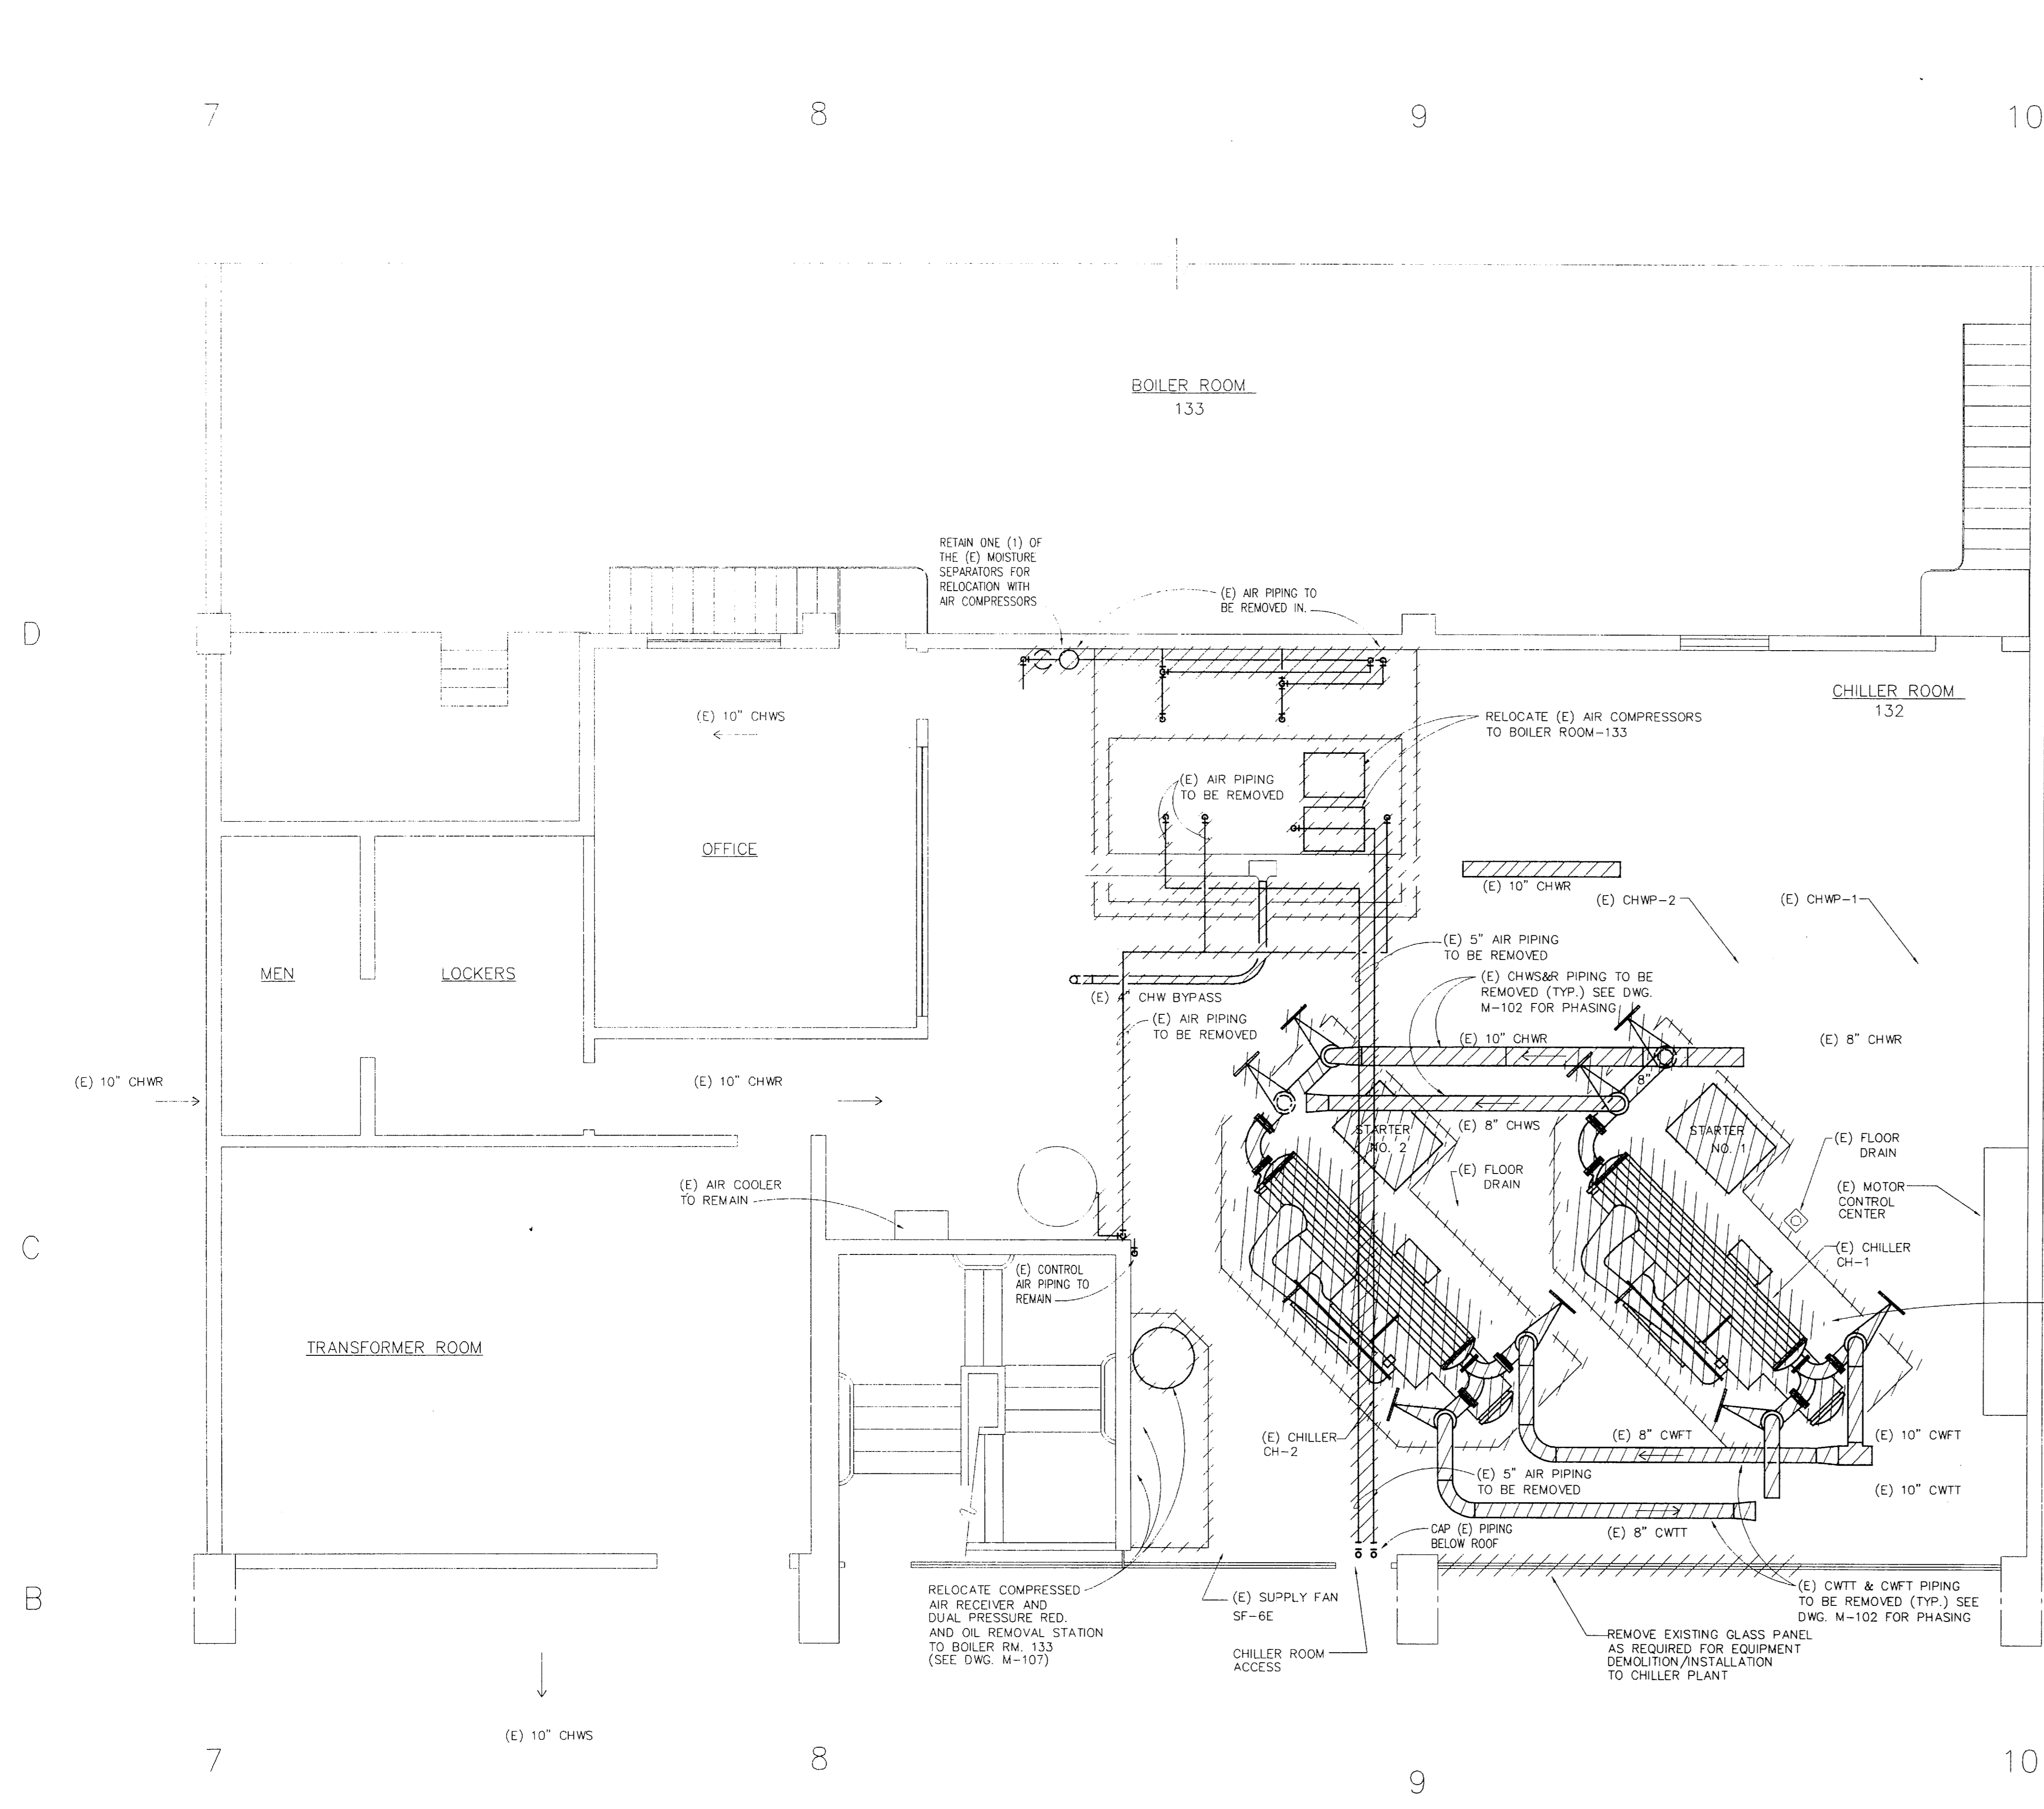 7
8
9
10
BOILER ROOM
133
RETAIN ONE (1) OF
THE (E) MOISTURE
SEPARATORS FOR
RELOCATION WITH
AIR COMPRESSORS
(E) AIR PIPING TO
BE REMOVED IN.
D
CHILLER ROOM
132
(E) 10" CHWS
RELOCATE (E) AIR COMPRESSORS
TO BOILER ROOM-133
(E) AIR PIPING
TO BE REMOVED
OFFICE
(E) 10" CHWR
(E) CHWP-2
(E) CHWP-1
(E) 5" AIR PIPING
TO BE REMOVED
MEN
LOCKERS
(E) CHWS&R PIPING TO BE
REMOVED (TYP.) SEE DWG.
M-102 FOR PHASING
(E) 4" CHW BYPASS
(E) AIR PIPING
TO BE REMOVED
(E) 10" CHWR
(E) 8" CHWR
(E) 10" CHWR
(E) 10" CHWR
8"
(E) 8" CHWS
STARTER
NO. 2
STARTER
NO. 1
(E) FLOOR
DRAIN
(E) FLOOR
DRAIN
(E) AIR COOLER
TO REMAIN
(E) MOTOR
CONTROL
CENTER
C
(E) CHILLER
CH-1
(E) CONTROL
AIR PIPING TO
REMAIN
TRANSFORMER ROOM
(E) CHILLER
CH-2
(E) 8" CWFT
(E) 10" CWFT
(E) 5" AIR PIPING
TO BE REMOVED
(E) 10" CWTT
CAP (E) PIPING
BELOW ROOF
(E) 8" CWTT
B
RELOCATE COMPRESSED
AIR RECEIVER AND
DUAL PRESSURE RED.
AND OIL REMOVAL STATION
TO BOILER RM. 133
(SEE DWG. M-107)
(E) SUPPLY FAN
SF-6E
(E) CWTT & CWFT PIPING
TO BE REMOVED (TYP.) SEE
DWG. M-102 FOR PHASING
CHILLER ROOM
ACCESS
REMOVE EXISTING GLASS PANEL
AS REQUIRED FOR EQUIPMENT
DEMOLITION/INSTALLATION
TO CHILLER PLANT
(E) 10" CHWS
7
8
9
10